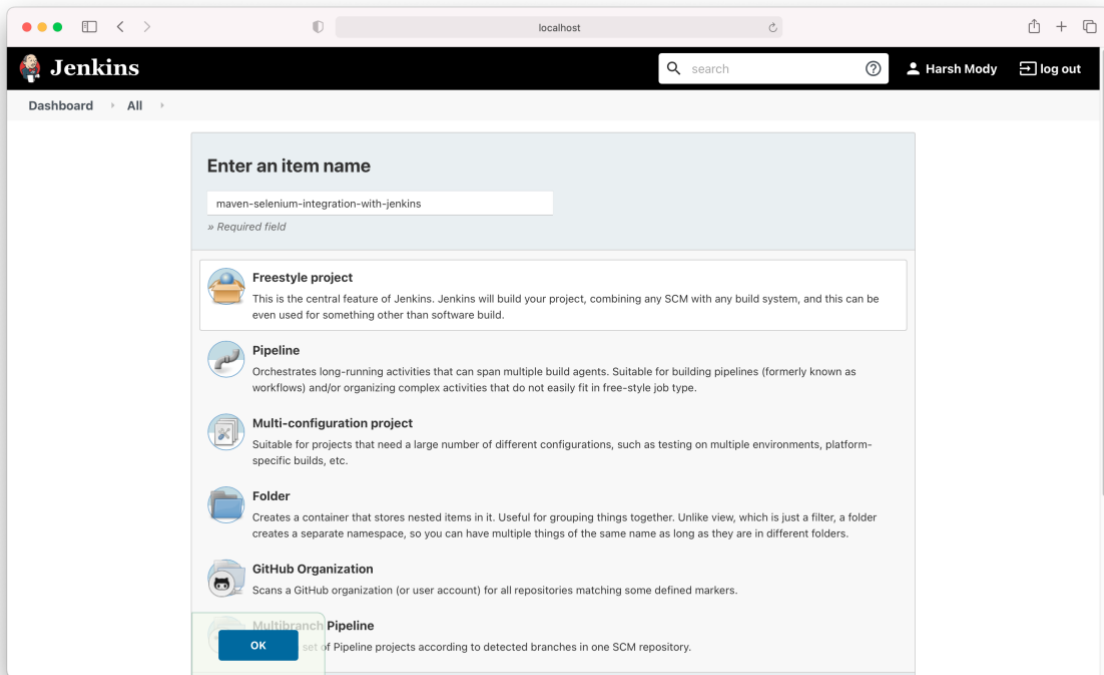 localhost
Jenkins
search
Harsh Mody
log out
Dashboard
All
Enter an item name
maven-selenium-integration-with-jenkins
» Required field
Freestyle project
This is the central feature of Jenkins. Jenkins will build your project, combining any SCM with any build system, and this can be
even used for something other than software build.
Pipeline
Orchestrates long-running activities that can span multiple build agents. Suitable for building pipelines (formerly known as
workflows) and/or organizing complex activities that do not easily fit in free-style job type.
Multi-configuration project
Suitable for projects that need a large number of different configurations, such as testing on multiple environments, platform-
specific builds, etc.
Folder
Creates a container that stores nested items in it. Useful for grouping things together. Unlike view, which is just a filter, a folder
creates a separate namespace, so you can have multiple things of the same name as long as they are in different folders.
GitHub Organization
Scans a GitHub organization (or user account) for all repositories matching some defined markers.
Multibranch Pipeline
OK
set of Pipeline projects according to detected branches in one SCM repository.